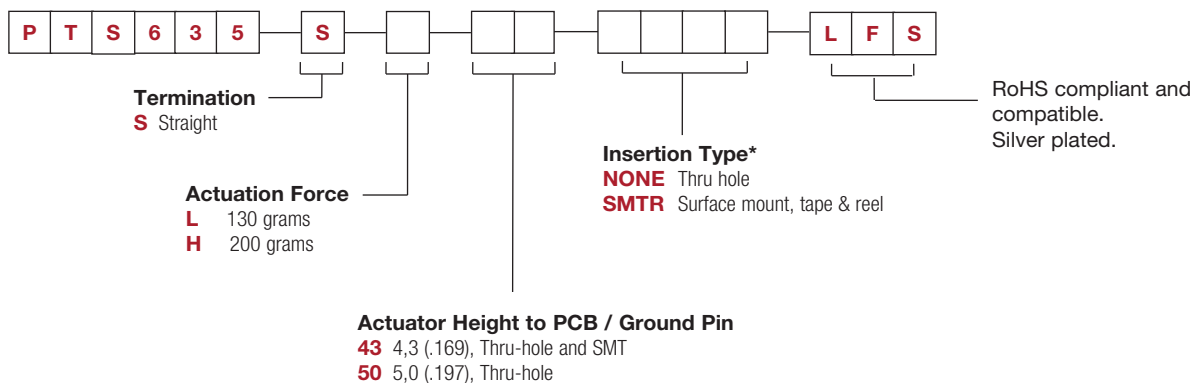 P T S 6 3 5 S L F S
Termination
S Straight
RoHS compliant and
compatible.
Silver plated.
Insertion Type*
NONE Thru hole
SMTR Surface mount, tape & reel
Actuation Force
L 130 grams
H 200 grams
Actuator Height to PCB / Ground Pin
43 4,3 (.169), Thru-hole and SMT
50 5,0 (.197), Thru-hole